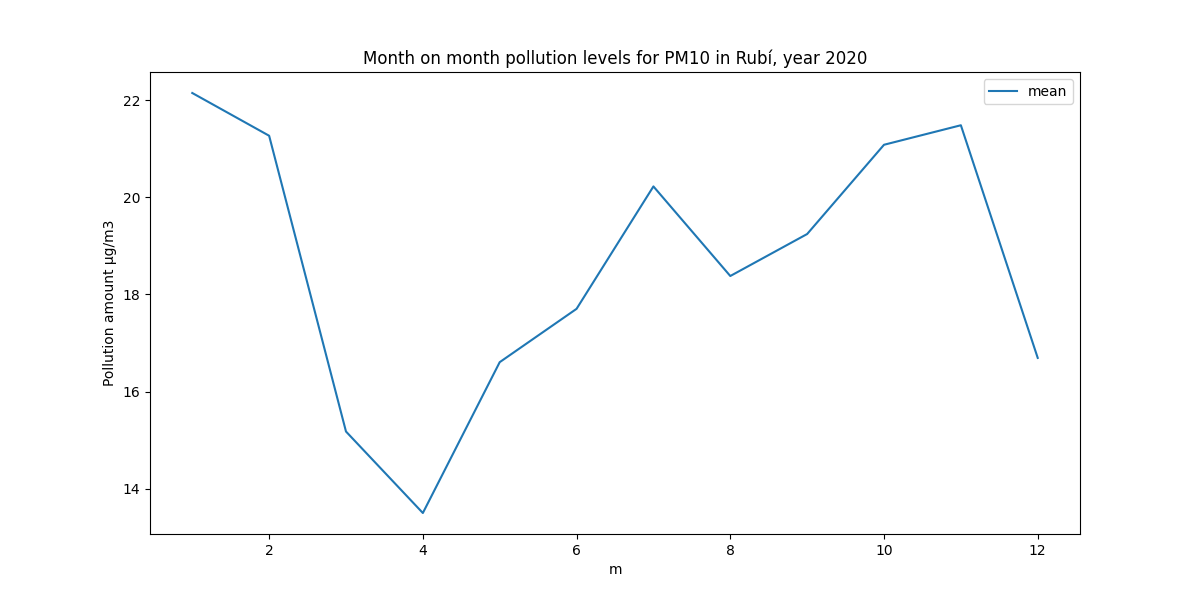 Month on month pollution levels for PM10 in Rubí, year 2020
mean
Pollution amount µg/m3
22
20
18
16
14
2 4 6 8 10 12
m